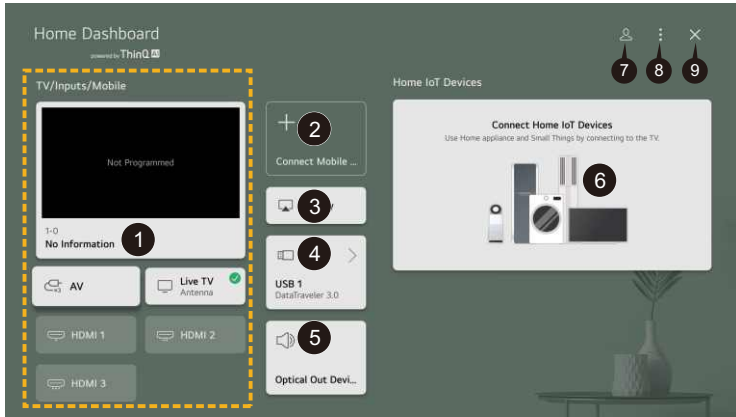 Home Dashboard
powered by ThinQ AI
7
8
9
TV/Inputs/Mobile
Home IoT Devices
Not Programmed
1-0
No Information
1
AV
Live TV
Antenna
HDMI 1
HDMI 2
HDMI 3
2
Connect Mobile ...
3
4
USB 1
DataTraveler 3.0
5
Optical Out Devi...
Connect Home IoT Devices
Use Home appliance and Small Things by connecting to the TV.
6